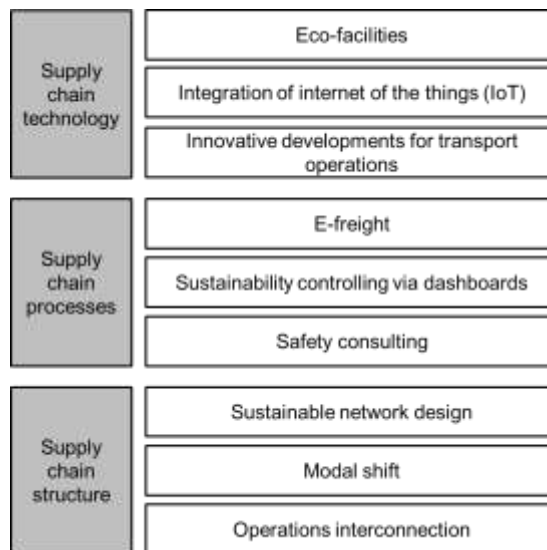 Supply
chain
technology
Eco-facilities
Integration of internet of the things (IoT)
Innovative developments for transport
operations
Supply
chain
processes
E-freight
Sustainability controlling via dashboards
Safety consulting
Supply
chain
structure
Sustainable network design
Modal shift
Operations interconnection